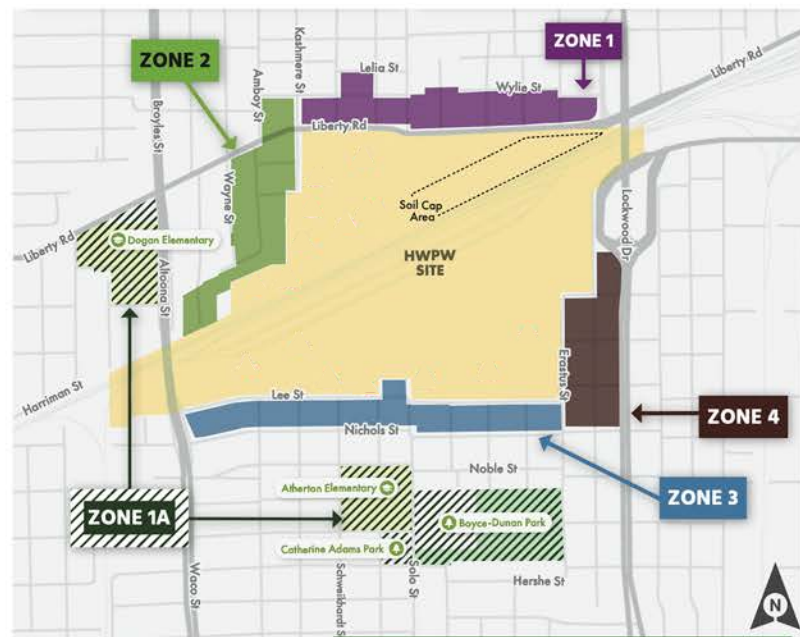 ZONE 1
ZONE 2
Kashmere St
Lelia St
Wylie St
Liberty Rd
Amboy St
Broyles St
Liberty Rd
Wayne St
Soil Cap
Area
Lockwood Dr
Dogan Elementary
Liberty Rd
HWPW
SITE
Altoona St
Erastus St
Harriman St
Lee St
ZONE 4
Nichols St
Noble St
ZONE 3
Atherton Elementary
ZONE 1A
Boyce-Dunan Park
Catherine Adams Park
Waco St
Schweikhardt St
Solo St
Hershe St
N